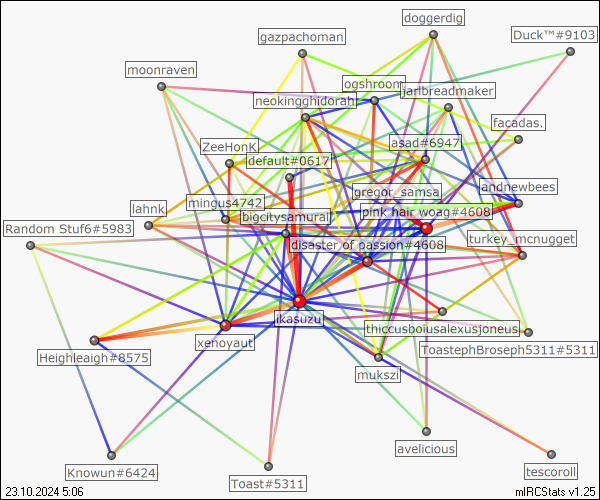 doggerdig
gazpachoman
Duck™#9103
moonraven
ogshroom
jarlbreadmaker
neokingghidorah
facadas.
asad#6947
ZeeHonK
default#0617
gregor_samsa
andnewbees
mingus4742
lahnk
pink hair woag#4608
bigcitysamurai
Random Stuf6#5983
turkey_mcnugget
disaster of passion#4608
ikasuzu
thiccusboiusalexusjoneus
xenoyaut
ToastephBroseph5311#5311
Heighleaigh#8575
mukszi
avelicious
Knowun#6424
tescoroll
Toast#5311
23.10.2024 5:06
mIRCStats v1.25